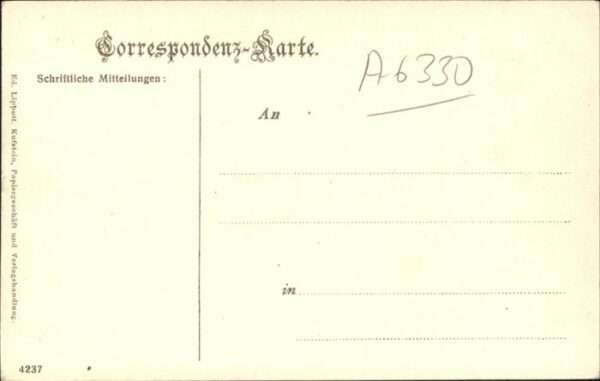 Correspondenz-Karte.
A6330
Schriftliche Mitteilungen:
An
in
Ed. Lippott, Kufstein, Papiergeschäft und Verlagshandlung.
4237